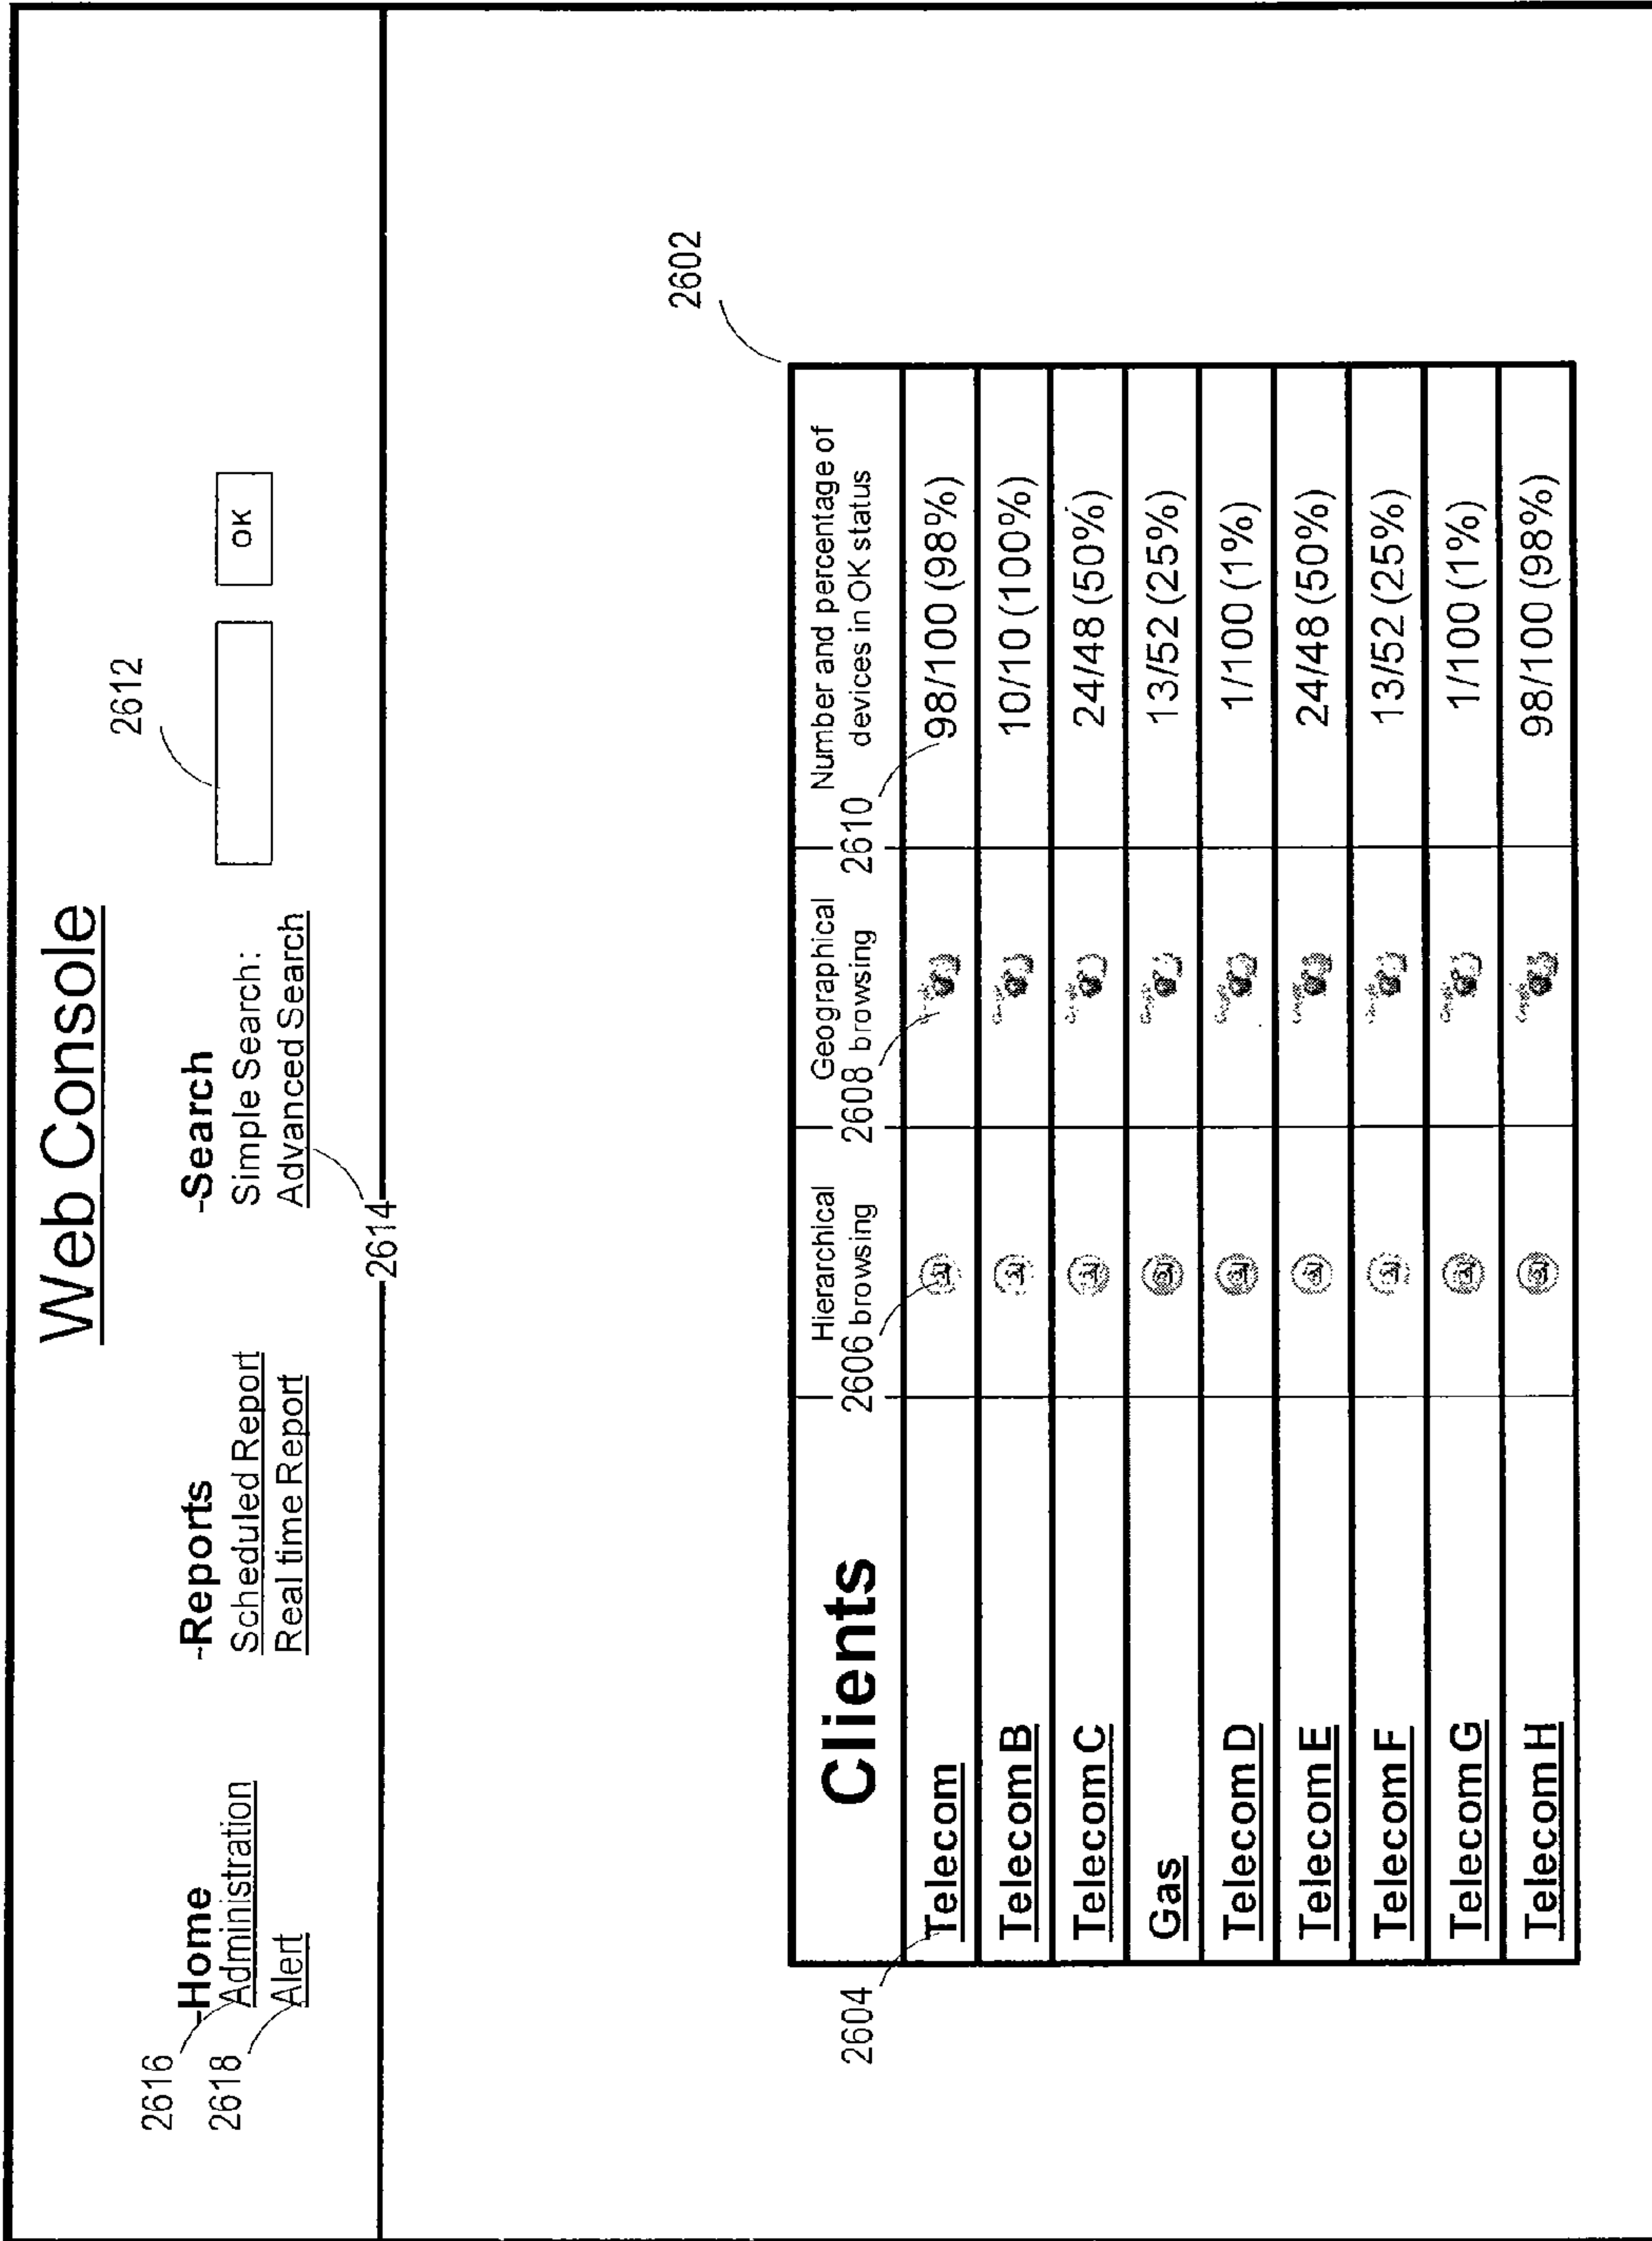 Web Console
2616
2618
-Home
Administration
Alert
-Reports
Scheduled Report
Real time Report
-Search
Simple Search:
Advanced Search
2612
OK
2614
2602
Clients
Hierarchical
2606 browsing
Geographical
2608 browsing
2610
Number and percentage of
devices in OK status
2604
Telecom 98/100 (98%)
Telecom B 10/10 (100%)
Telecom C 24/48 (50%)
Gas 13/52 (25%)
Telecom D 1/100 (1%)
Telecom E 24/48 (50%)
Telecom F 13/52 (25%)
Telecom G 1/100 (1%)
Telecom H 98/100 (98%)